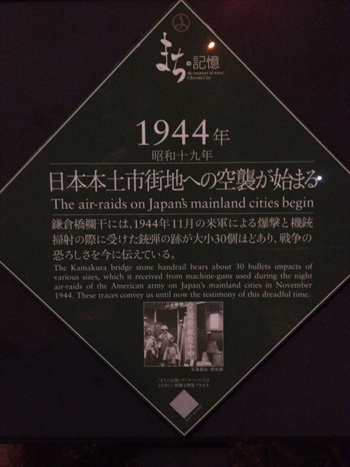 まちの記憶
the memory of town
Chiyoda City
1944年
昭和十九年
日本本土市街地への空襲が始まる
The air-raids on Japan's mainland cities begin
鎌倉橋欄干には、1944年11月の米軍による爆撃と機銃
掃射の際に受けた銃弾の跡が大小30個ほどあり、戦争の
恐ろしさを今に伝えている。
The Kamakura bridge stone handrail bears about 30 bullets impacts of
various sizes, which it received from machine-guns used during the night
air-raids of the American army on Japan's mainland cities in November
1944. These traces convey us until now the testimony of this dreadful time.